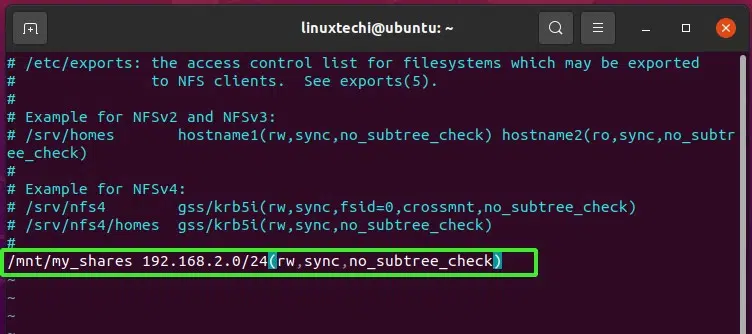 linuxtechi@ubuntu: ~
# /etc/exports: the access control list for filesystems which may be exported
#               to NFS clients.  See exports(5).
#
# Example for NFSv2 and NFSv3:
# /srv/homes       hostname1(rw,sync,no_subtree_check) hostname2(ro,sync,no_subtr
ee_check)
#
# Example for NFSv4:
# /srv/nfs4        gss/krb5i(rw,sync,fsid=0,crossmnt,no_subtree_check)
# /srv/nfs4/homes  gss/krb5i(rw,sync,no_subtree_check)
#
/mnt/my_shares 192.168.2.0/24(rw,sync,no_subtree_check)
~
~
~